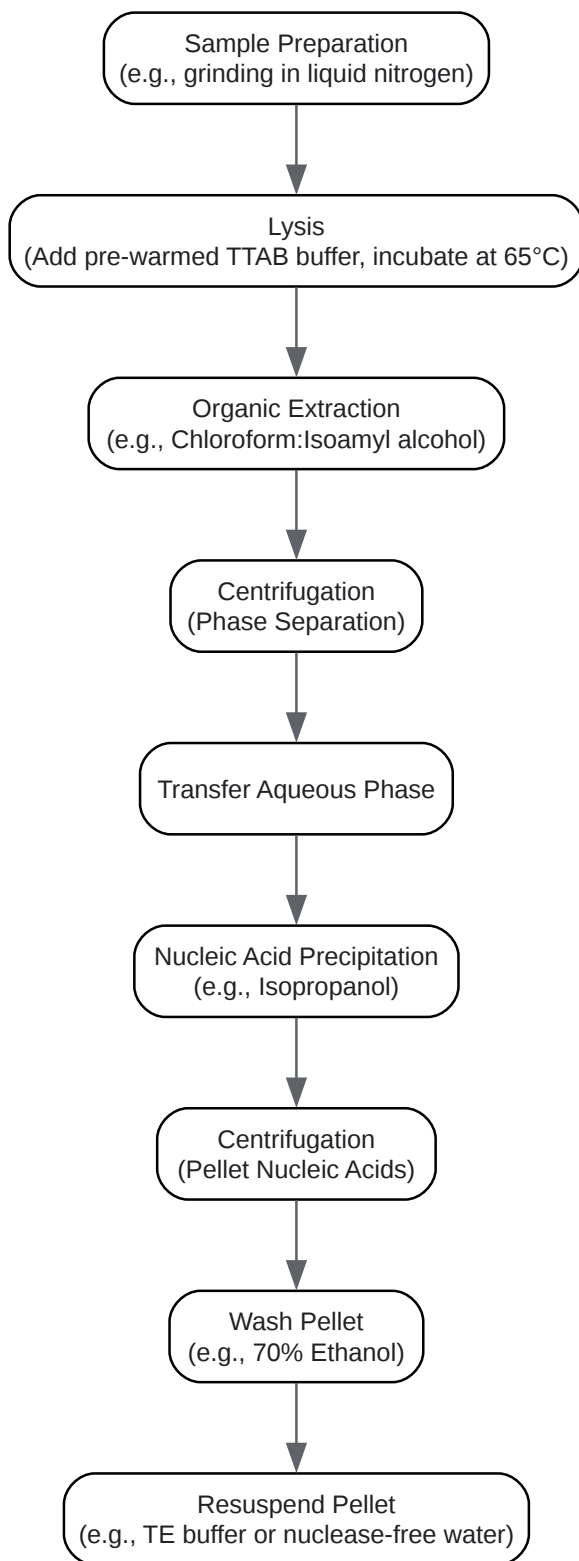 Sample Preparation
(e.g., grinding in liquid nitrogen)
Lysis
(Add pre-warmed TTAB buffer, incubate at 65°C)
Organic Extraction
(e.g., Chloroform:Isoamyl alcohol)
Centrifugation
(Phase Separation)
Transfer Aqueous Phase
Nucleic Acid Precipitation
(e.g., Isopropanol)
Centrifugation
(Pellet Nucleic Acids)
Wash Pellet
(e.g., 70% Ethanol)
Resuspend Pellet
(e.g., TE buffer or nuclease-free water)